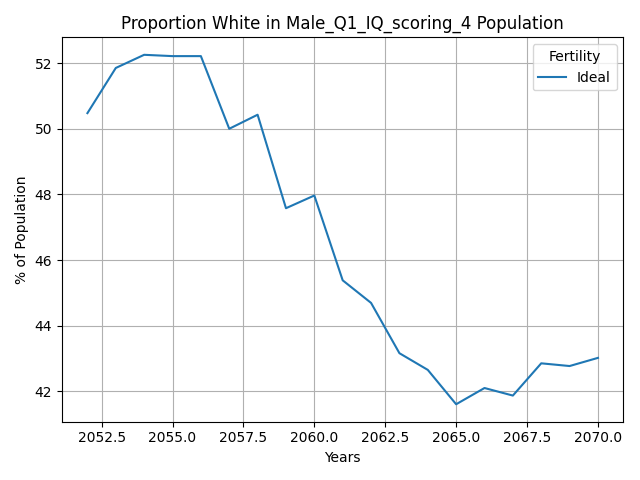 Proportion White in Male_Q1_IQ_scoring_4 Population
Fertility
Ideal
52
50
48
46
44
42
% of Population
2052.5 2055.0 2057.5 2060.0 2062.5 2065.0 2067.5 2070.0
Years